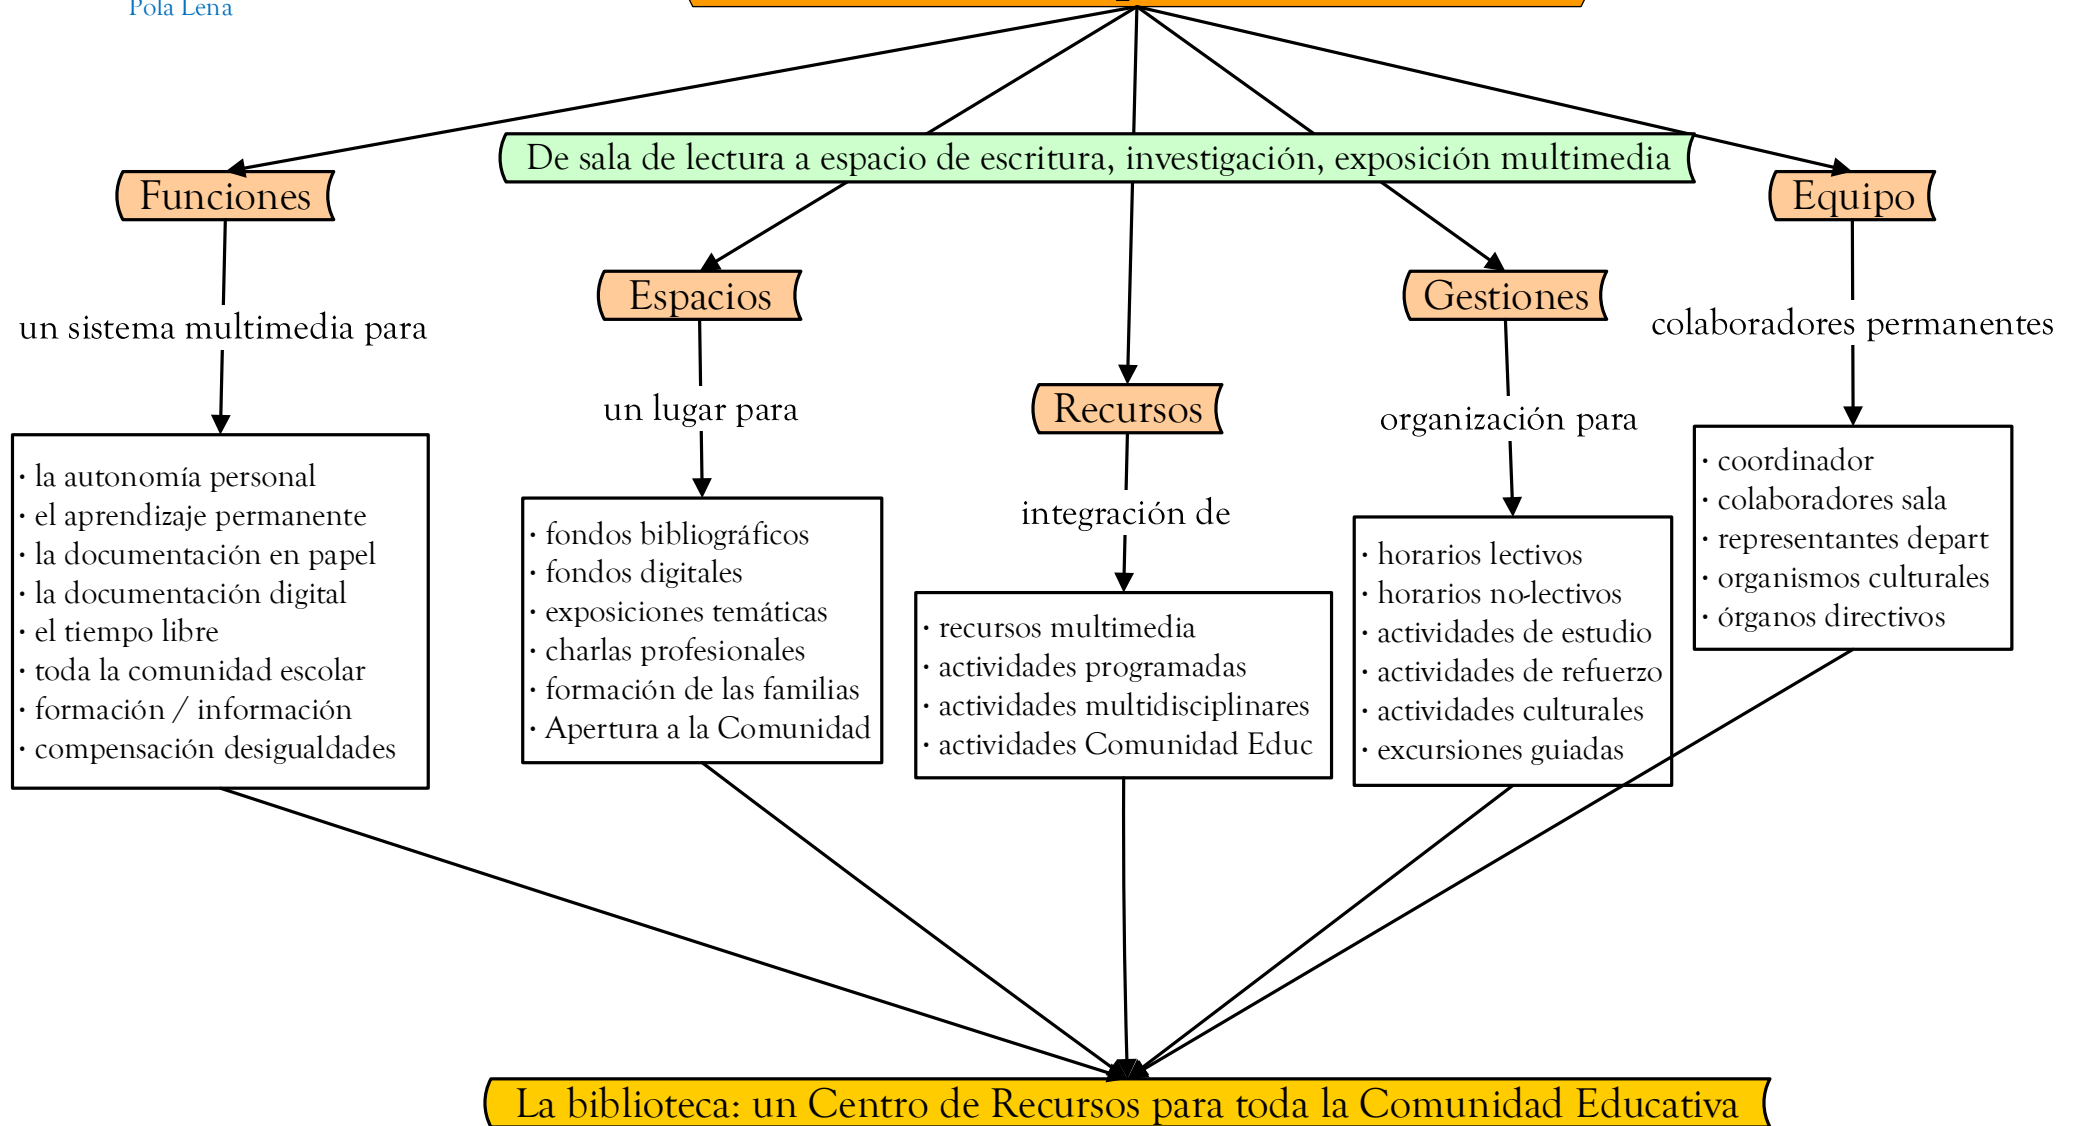 Pola Lena
De sala de lectura a espacio de escritura, investigación, exposición multimedia
Funciones
un sistema multimedia para
· la autonomía personal
· el aprendizaje permanente
· la documentación en papel
· la documentación digital
· el tiempo libre
· toda la comunidad escolar
· formación / información
· compensación desigualdades
Espacios
un lugar para
· fondos bibliográficos
· fondos digitales
· exposiciones temáticas
· charlas profesionales
· formación de las familias
· Apertura a la Comunidad
Recursos
integración de
· recursos multimedia
· actividades programadas
· actividades multidisciplinares
· actividades Comunidad Educ
Gestiones
organización para
· horarios lectivos
· horarios no-lectivos
· actividades de estudio
· actividades de refuerzo
· actividades culturales
· excursiones guiadas
Equipo
colaboradores permanentes
· coordinador
· colaboradores sala
· representantes depart
· organismos culturales
· órganos directivos
La biblioteca: un Centro de Recursos para toda la Comunidad Educativa